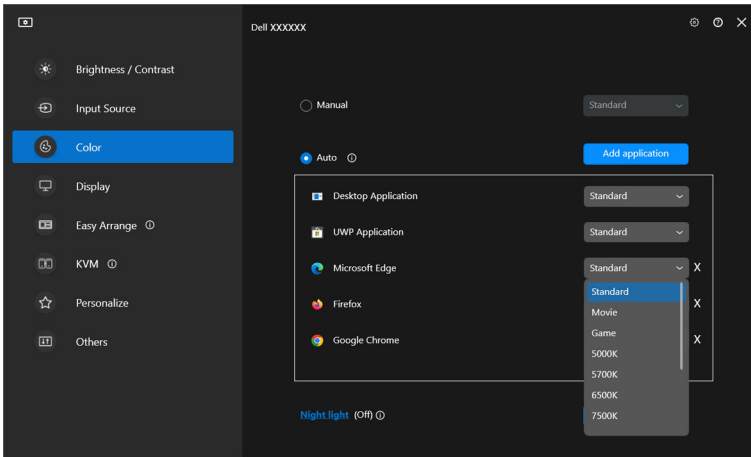 Dell XXXXXX
Brightness / Contrast
Input Source
Color
Display
Easy Arrange
KVM
Personalize
Others
Manual
Standard
Auto
Add application
Desktop Application
Standard
UWP Application
Standard
Microsoft Edge
Standard
X
Firefox
X
Google Chrome
X
Standard
Movie
Game
5000K
5700K
6500K
7500K
Night light (Off)